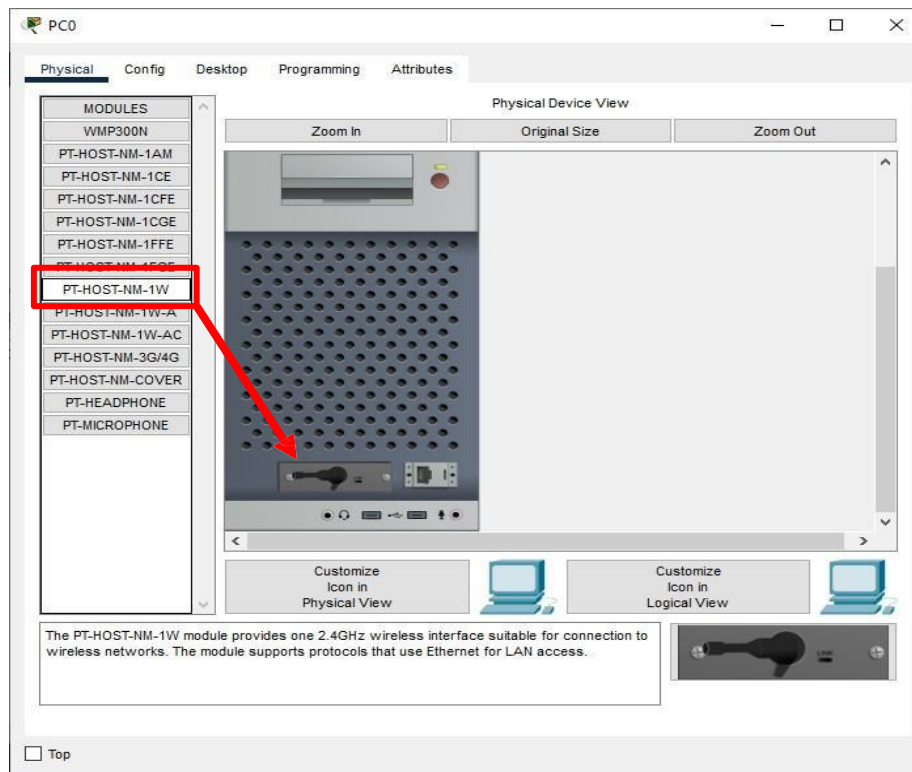 PC0
Physical Config Desktop Programming Attributes
MODULES
WMP300N
PT-HOST-NM-1AM
PT-HOST-NM-1CE
PT-HOST-NM-1CFE
PT-HOST-NM-1CGE
PT-HOST-NM-1FFE
PT-HOST-NM-1FGE
PT-HOST-NM-1W
PT-HOST-NM-1W-A
PT-HOST-NM-1W-AC
PT-HOST-NM-3G/4G
PT-HOST-NM-COVER
PT-HEADPHONE
PT-MICROPHONE
Physical Device View
Zoom In Original Size Zoom Out
Customize
Icon in
Physical View
Customize
Icon in
Logical View
The PT-HOST-NM-1W module provides one 2.4GHz wireless interface suitable for connection to
wireless networks. The module supports protocols that use Ethernet for LAN access.
LINK
Top